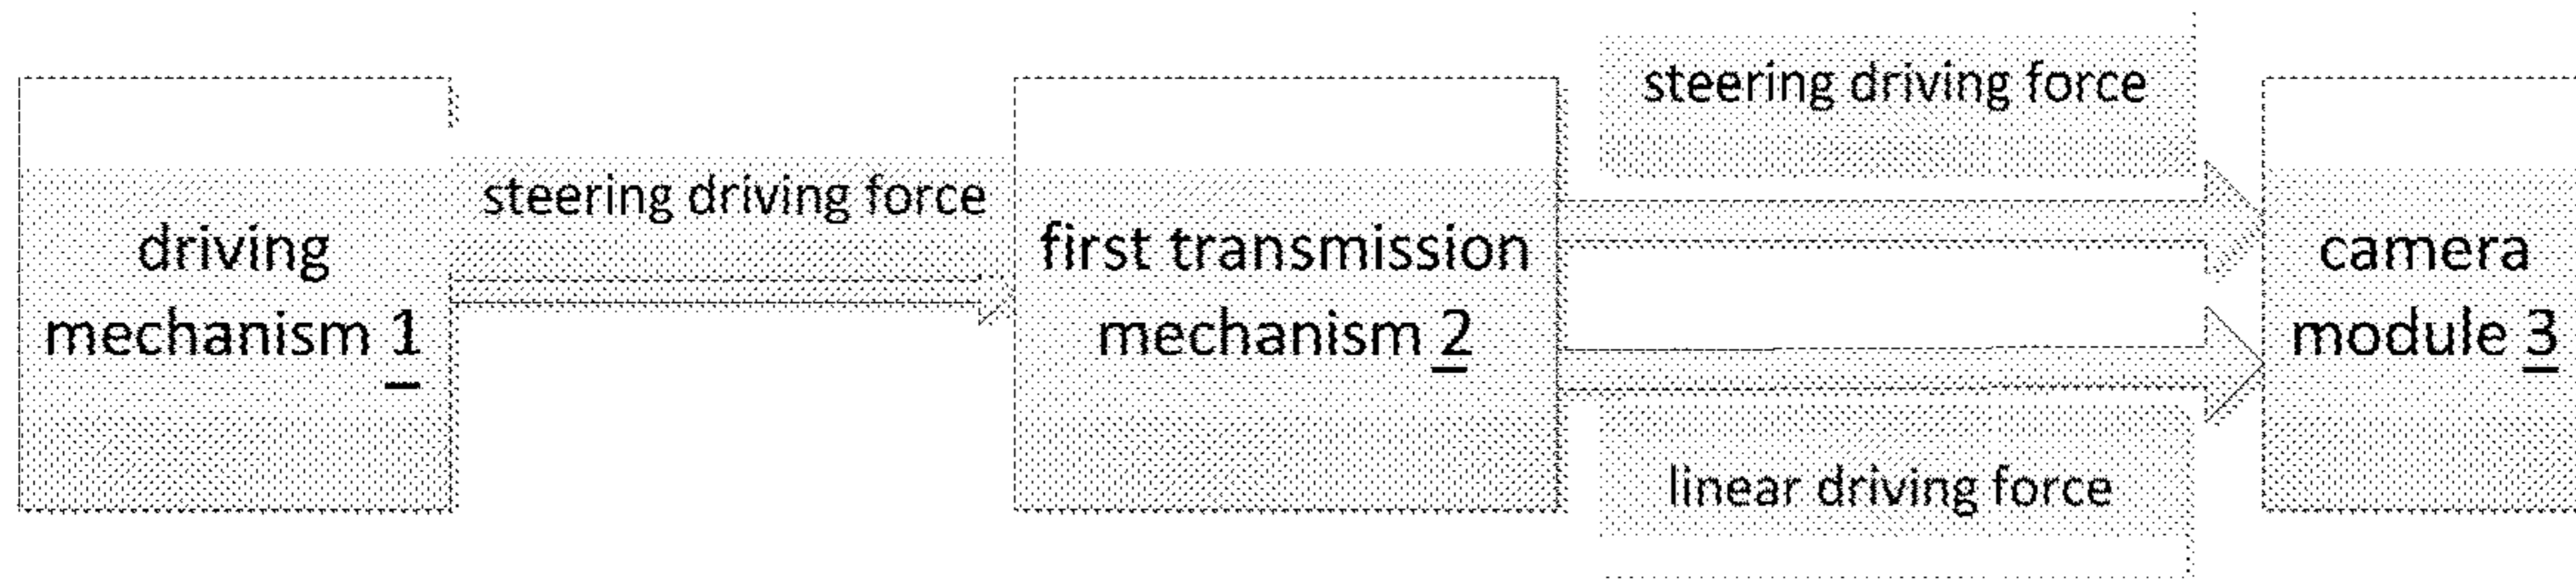 driving
mechanism 1
steering driving force
first transmission
mechanism 2
steering driving force
linear driving force
camera
module 3